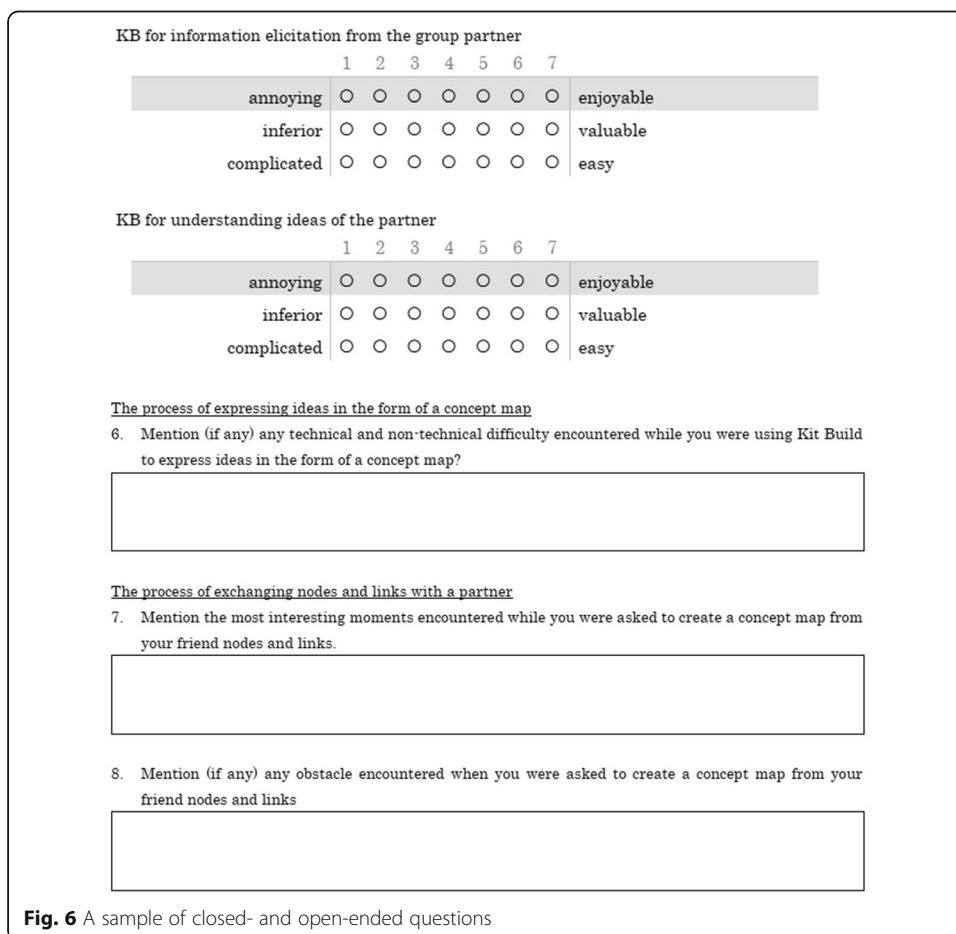 KB for information elicitation from the group partner
1 2 3 4 5 6 7
annoying enjoyable
inferior valuable
complicated easy
KB for understanding ideas of the partner
1 2 3 4 5 6 7
annoying enjoyable
inferior valuable
complicated easy
The process of expressing ideas in the form of a concept map
6. Mention (if any) any technical and non-technical difficulty encountered while you were using Kit Build
to express ideas in the form of a concept map?
The process of exchanging nodes and links with a partner
7. Mention the most interesting moments encountered while you were asked to create a concept map from
your friend nodes and links.
8. Mention (if any) any obstacle encountered when you were asked to create a concept map from your
friend nodes and links
Fig. 6 A sample of closed- and open-ended questions